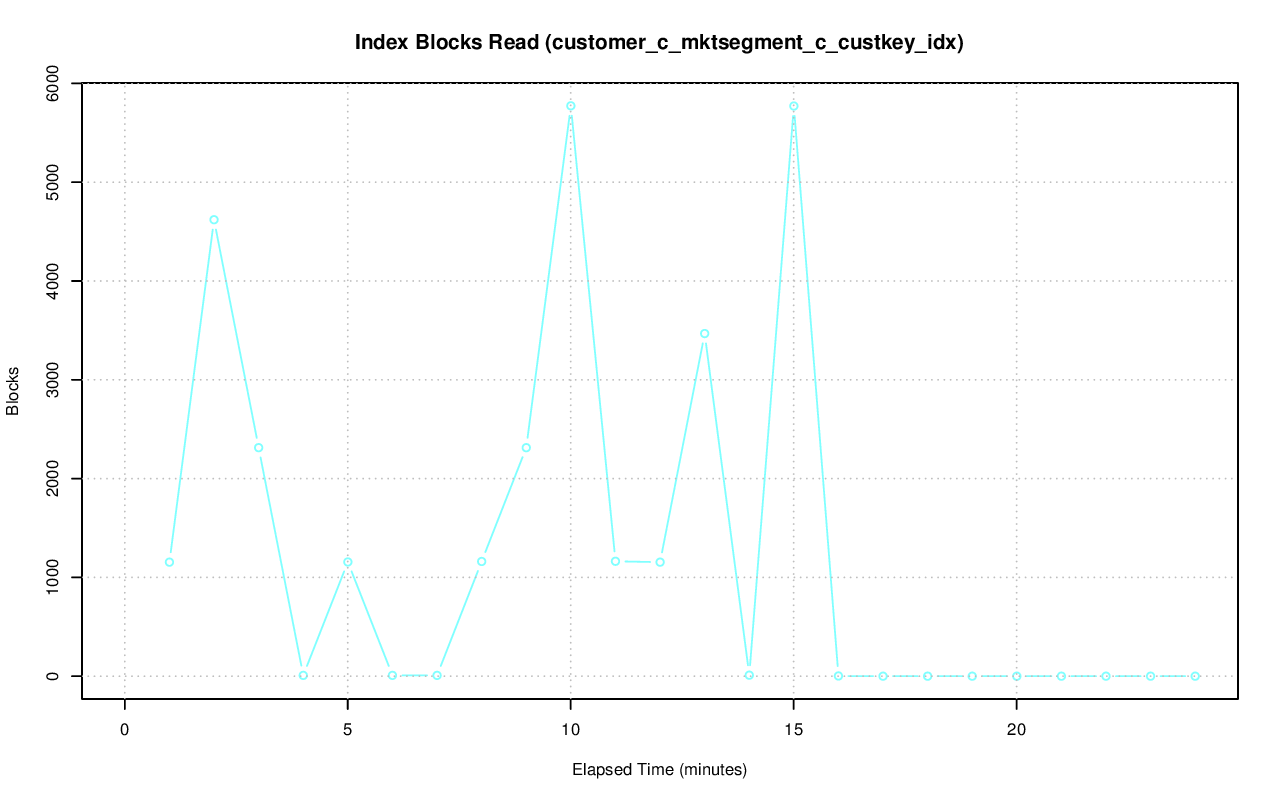 Index Blocks Read (customer_c_mktsegment_c_custkey_idx)
6000
5000
4000
3000
2000
1000
0
Blocks
0 5 10 15 20
Elapsed Time (minutes)